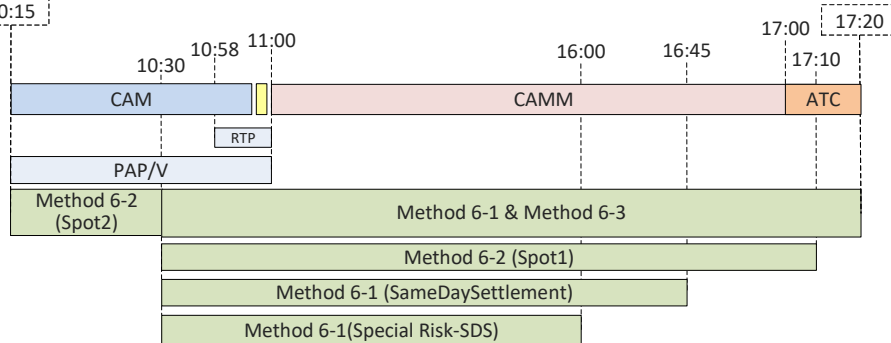 0:15
17:20
17:00
11:00
10:58
16:00
16:45
17:10
10:30
CAM
CAMM
ATC
RTP
PAP/V
Method 6-2
(Spot2)
Method 6-1 & Method 6-3
Method 6-2 (Spot1)
Method 6-1 (SameDaySettlement)
Method 6-1(Special Risk-SDS)